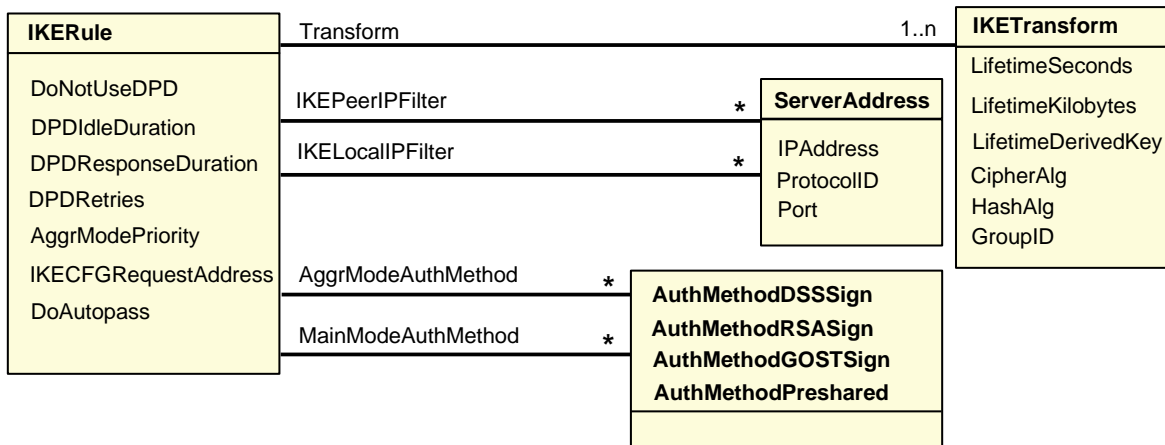 IKERule
DoNotUseDPD
DPDIdleDuration
DPDResponseDuration
DPDRetries
AggrModePriority
IKECFGRequestAddress
DoAutopass
Transform
1..n
IKEPeerIPFilter
*
IKELocalIPFilter
*
AggrModeAuthMethod
*
MainModeAuthMethod
*
IKETransform
LifetimeSeconds
LifetimeKilobytes
LifetimeDerivedKey
CipherAlg
HashAlg
GroupID
ServerAddress
IPAddress
ProtocolID
Port
AuthMethodDSSSign
AuthMethodRSASign
AuthMethodGOSTSign
AuthMethodPreshared